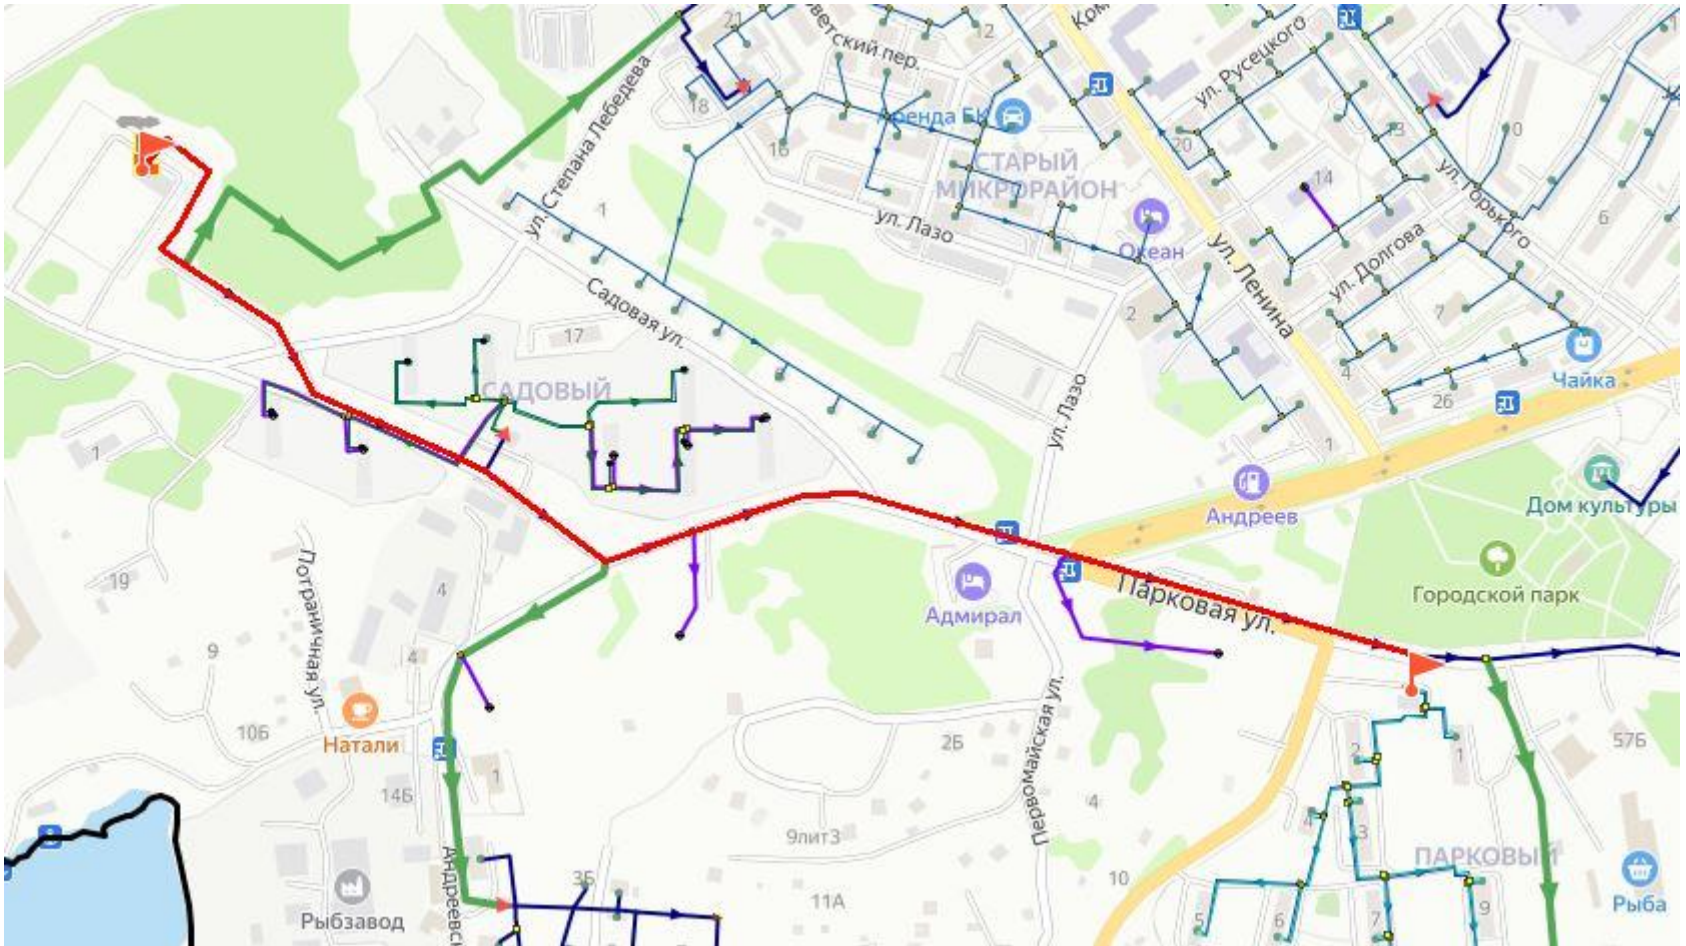 21
12
ветский пер.
Ком
ул. Русецкого
18
Аренда БК
16
20
13
10
СТАРЫЙ
МИКРОРАЙОН
14
ул. Степана Лебедева
1
ул. Лазо
Океан
ул. Горького
6
ул. Ленина
ул. Долгова
2
7
Садовая ул.
17
САДОВЫЙ
ул. Лазо
4
26
Чайка
1
1
Андреев
Дом культуры
19
Пограничная ул.
4
Адмирал
Парковая ул.
Городской парк
9
4
10Б
Натали
2Б
Первомайская ул.
2
1
57Б
1
14Б
4
9лит3
3
ПАРКОВЫЙ
Андреевск
3Б
11А
10
Рыбзавод
5
6
7
9
Рыба